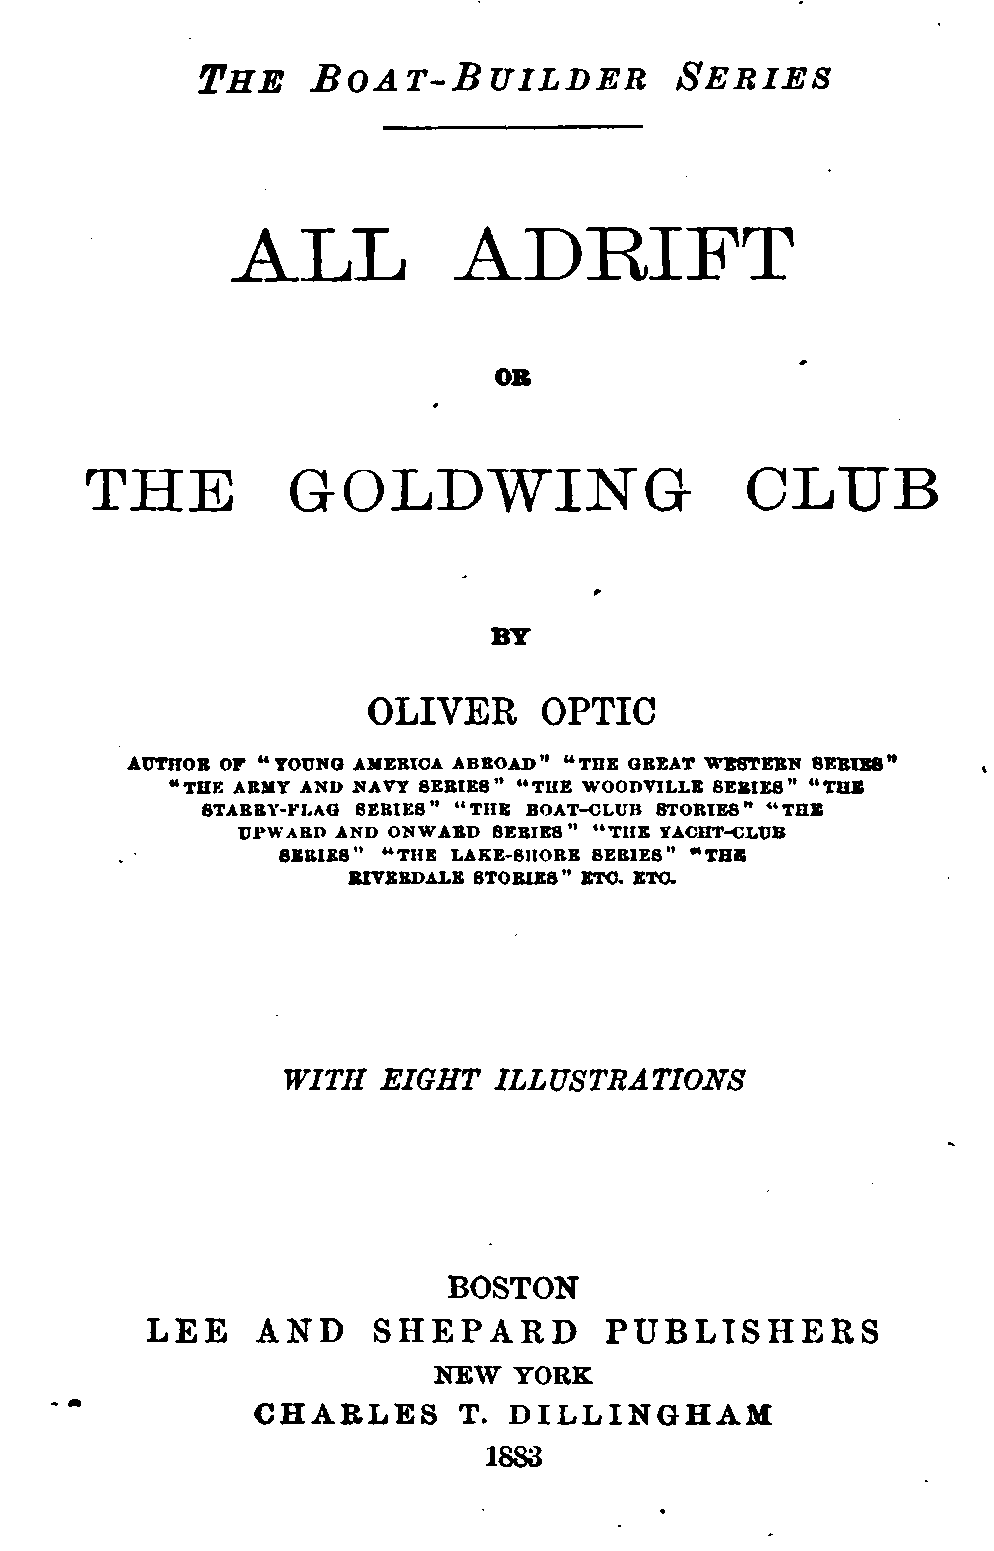 THE BOAT-BUILDER SERIES
ALL ADRIFT
OR
THE GOLDWING CLUB
BY
OLIVER OPTIC
AUTHOR OF “YOUNG AMERICA ABROAD” “THE GREAT WESTERN SERIES”
“THE ARMY AND NAVY SERIES” “THE WOODVILLE SERIES” “THE
STARRY-FLAG SERIES” “THE BOAT-CLUB STORIES” “THE
UPWARD AND ONWARD SERIES” “THE YACHT-CLUB
SERIES” “THE LAKE-SHORE SERIES” “THE
RIVERDALE STORIES” ETC. ETC.
WITH EIGHT ILLUSTRATIONS
BOSTON
LEE AND SHEPARD PUBLISHERS
NEW YORK
CHARLES T. DILLINGHAM
1883